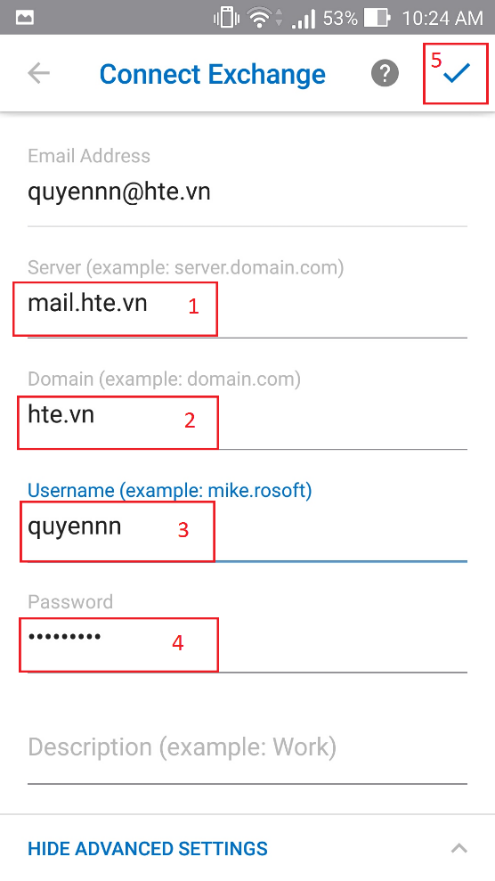 53% 10:24 AM
Connect Exchange ? 5
Email Address
quyennn@hte.vn
Server (example: server.domain.com)
mail.hte.vn 1
Domain (example: domain.com)
hte.vn 2
Username (example: mike.rosoft)
quyennn 3
Password
••••••••• 4
Description (example: Work)
HIDE ADVANCED SETTINGS